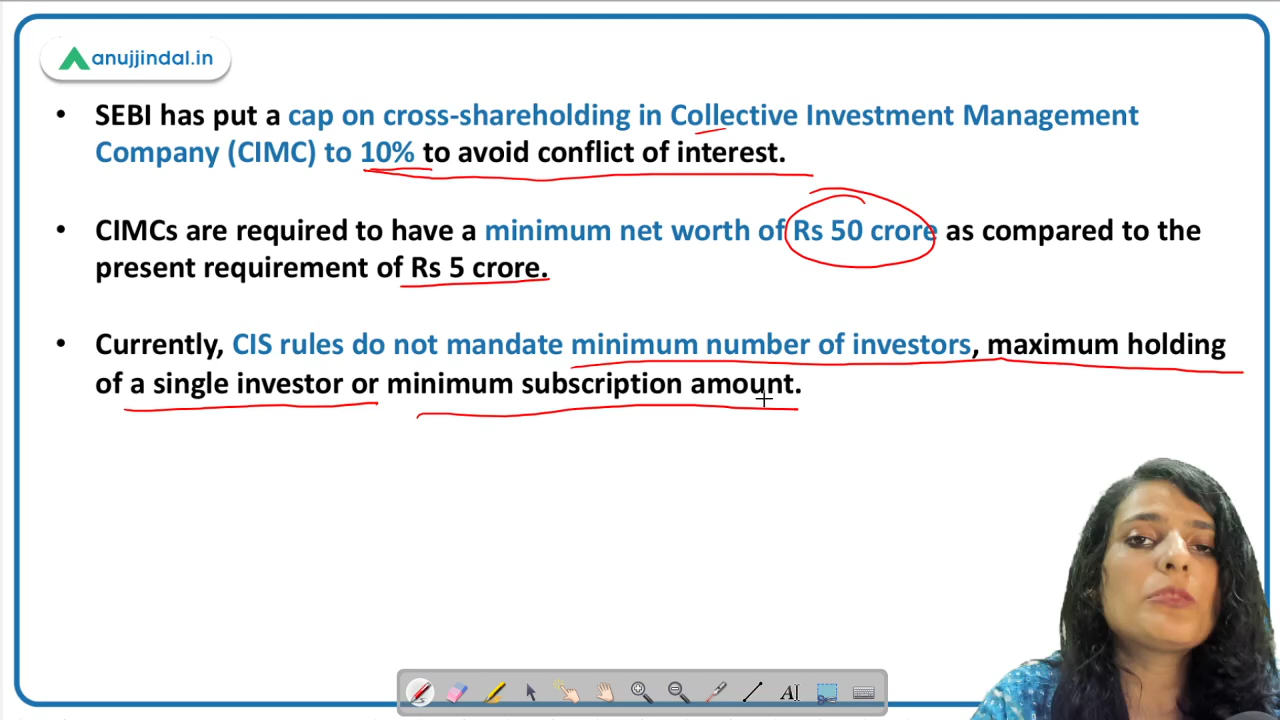 anujjindal.in
• SEBI has put a cap on cross-shareholding in Collective Investment Management
Company (CIMC) to 10% to avoid conflict of interest.
• CIMCs are required to have a minimum net worth of Rs 50 crore as compared to the
present requirement of Rs 5 crore.
• Currently, CIS rules do not mandate minimum number of investors, maximum holding
of a single investor or minimum subscription amount.
AI